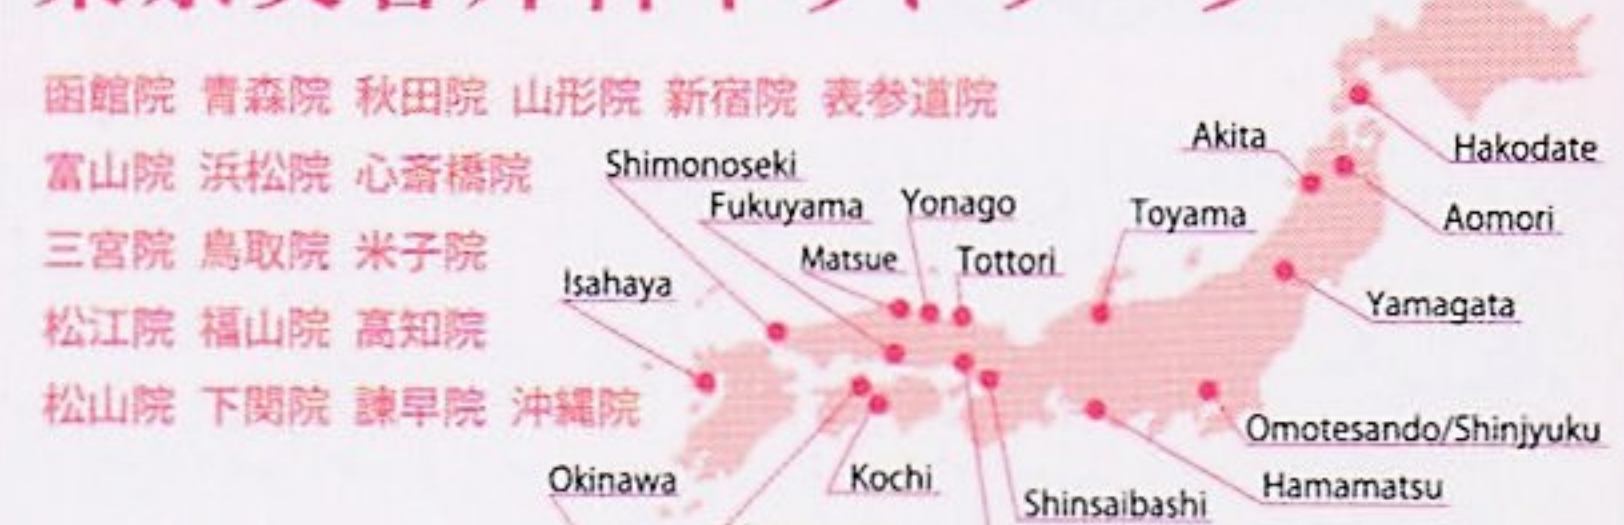 函館院 青森院 秋田院 山形院 新宿院 表参道院
富山院 浜松院 心斎橋院
三宮院 鳥取院 米子院
松江院 福山院 高知院
松山院 下関院 諫早院 沖縄院
Shimonoseki
Fukuyama
Yonago
Matsue
Tottori
Isahaya
Toyama
Akita
Hakodate
Aomori
Yamagata
Omotesando/Shinjyuku
Hamamatsu
Shinsaibashi
Kochi
Okinawa